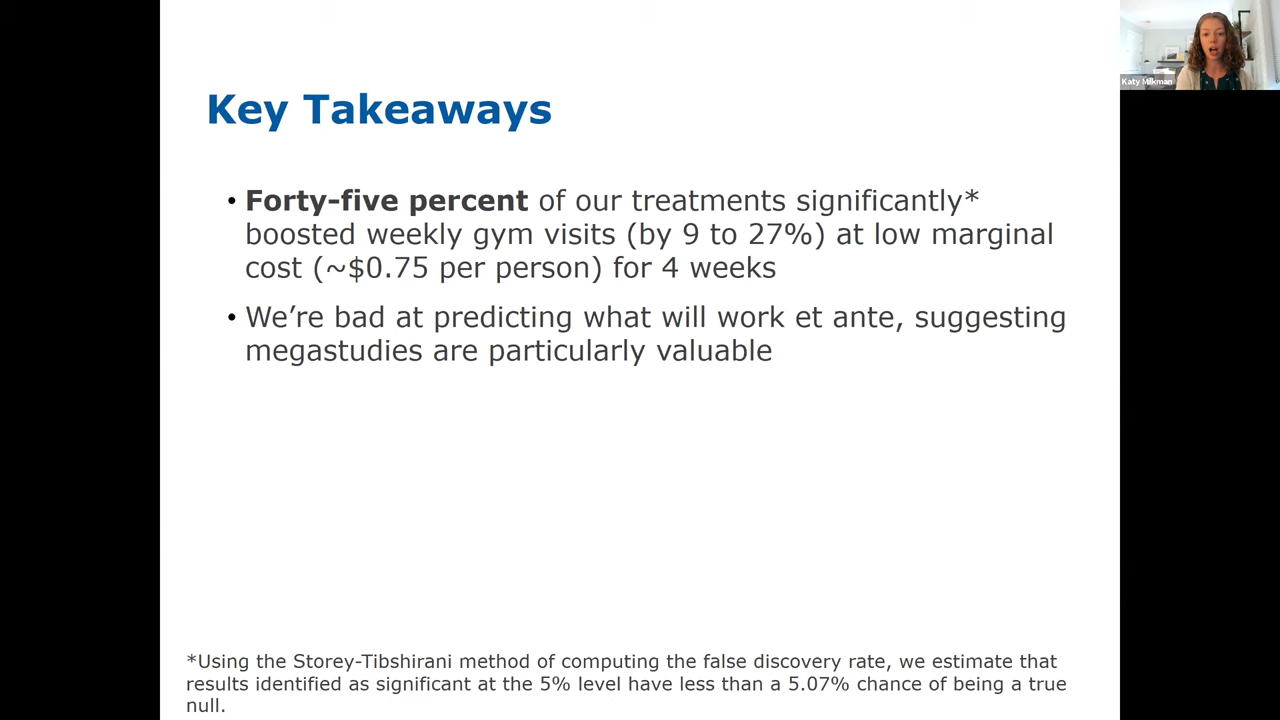 Key Takeaways
• Forty-five percent of our treatments significantly*
boosted weekly gym visits (by 9 to 27%) at low marginal
cost (~$0.75 per person) for 4 weeks
• We’re bad at predicting what will work et ante, suggesting
megastudies are particularly valuable
*Using the Storey-Tibshirani method of computing the false discovery rate, we estimate that
results identified as significant at the 5% level have less than a 5.07% chance of being a true
null.
Katy Milkman